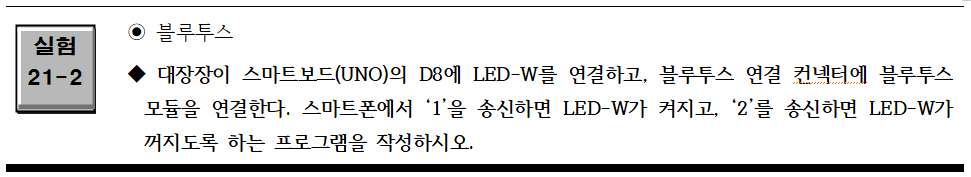 실험
21-2
◉ 블루투스
◆ 대장장이 스마트보드(UNO)의 D8에 LED-W를 연결하고, 블루투스 연결 컨넥터에 블루투스
모듈을 연결한다. 스마트폰에서 ‘1’을 송신하면 LED-W가 켜지고, ‘2’를 송신하면 LED-W가
꺼지도록 하는 프로그램을 작성하시오.